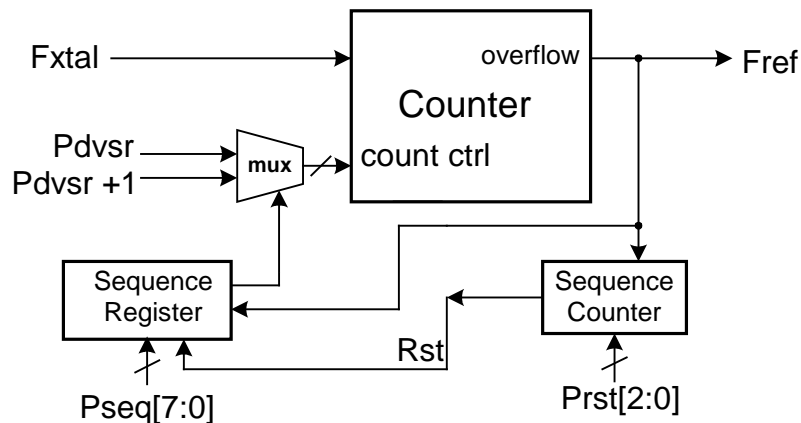 overflow
Fxtal
Fref
Counter
Pdvsr
mux
count ctrl
Pdvsr +1
Sequence
Register
Sequence
Counter
Rst
Pseq[7:0]
Prst[2:0]